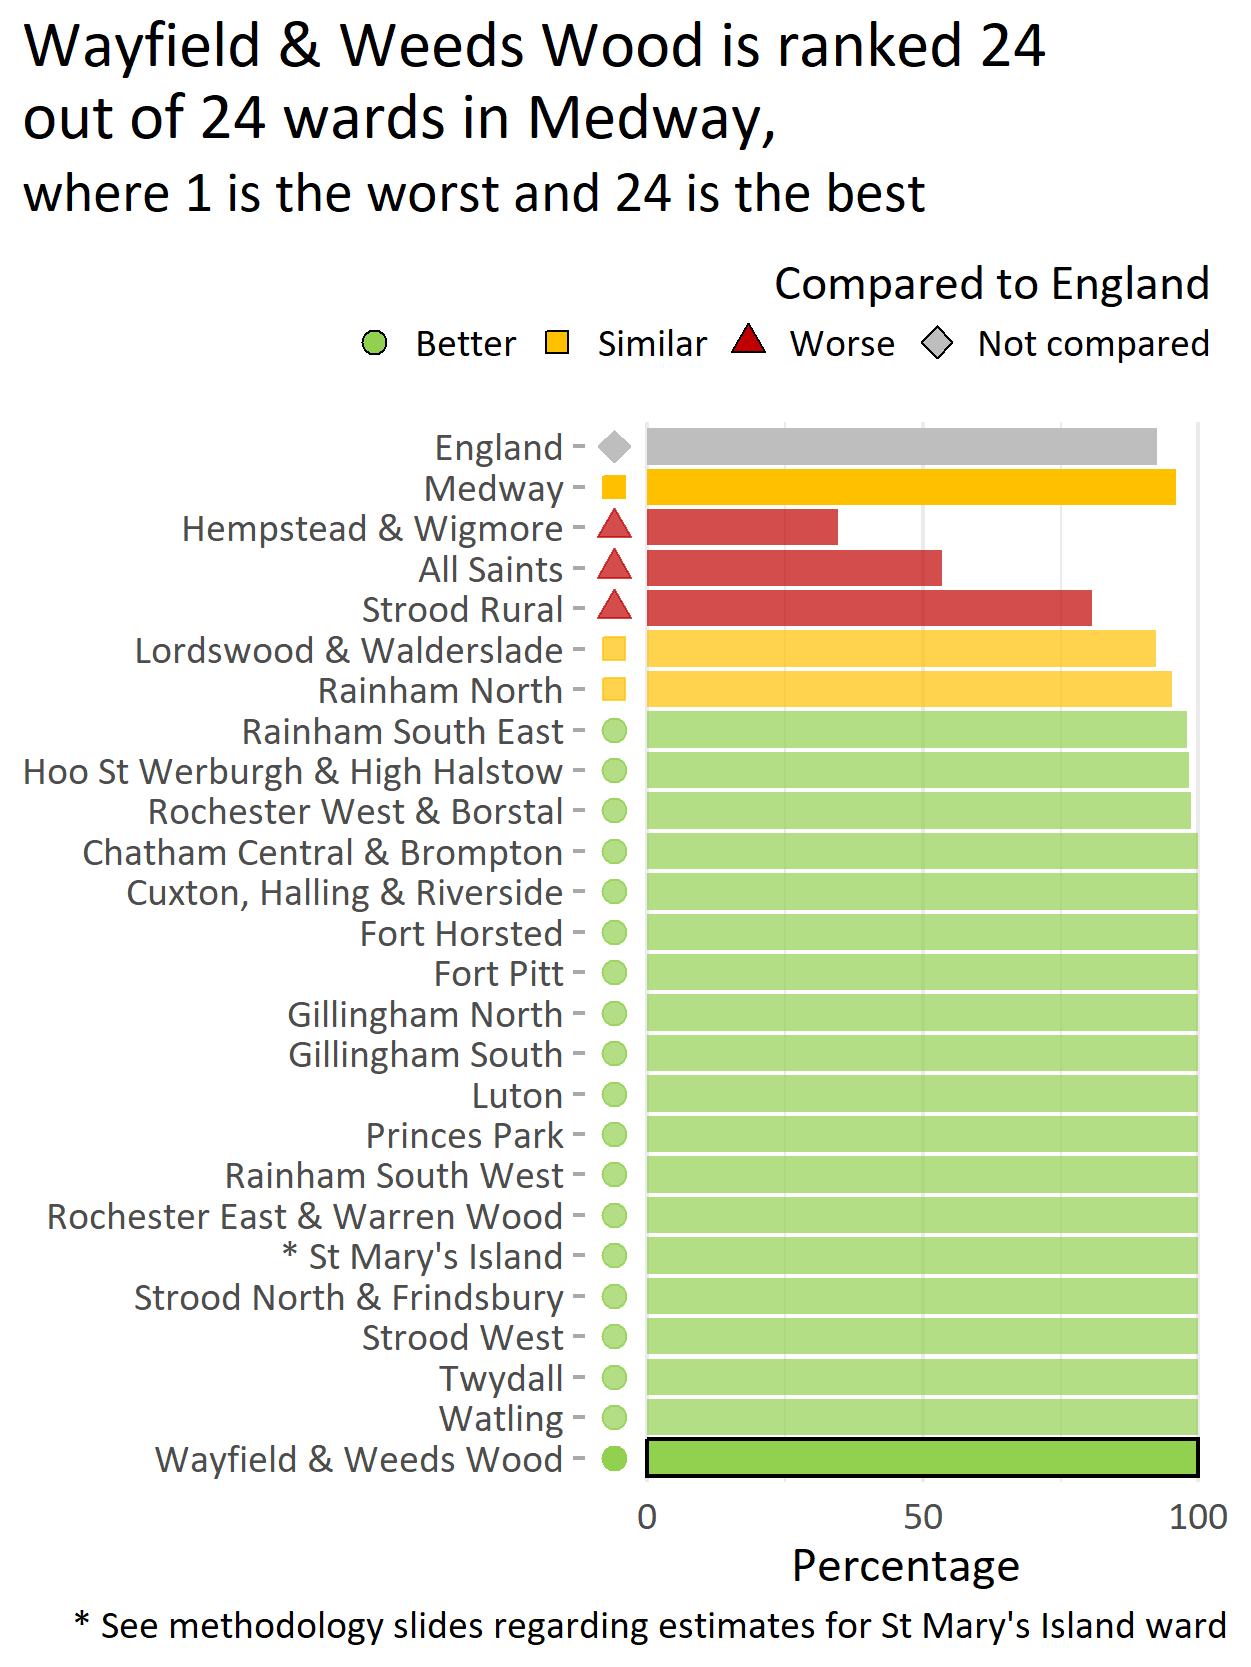 Wayfield & Weeds Wood is ranked 24
out of 24 wards in Medway,
where 1 is the worst and 24 is the best
Compared to England
Better Similar Worse Not compared
England
Medway
Hempstead & Wigmore
All Saints
Strood Rural
Lordswood & Walderslade
Rainham North
Rainham South East
Hoo St Werburgh & High Halstow
Rochester West & Borstal
Chatham Central & Brompton
Cuxton, Halling & Riverside
Fort Horsted
Fort Pitt
Gillingham North
Gillingham South
Luton
Princes Park
Rainham South West
Rochester East & Warren Wood
* St Mary's Island
Strood North & Frindsbury
Strood West
Twydall
Watling
Wayfield & Weeds Wood
0 50 100
Percentage
* See methodology slides regarding estimates for St Mary's Island ward